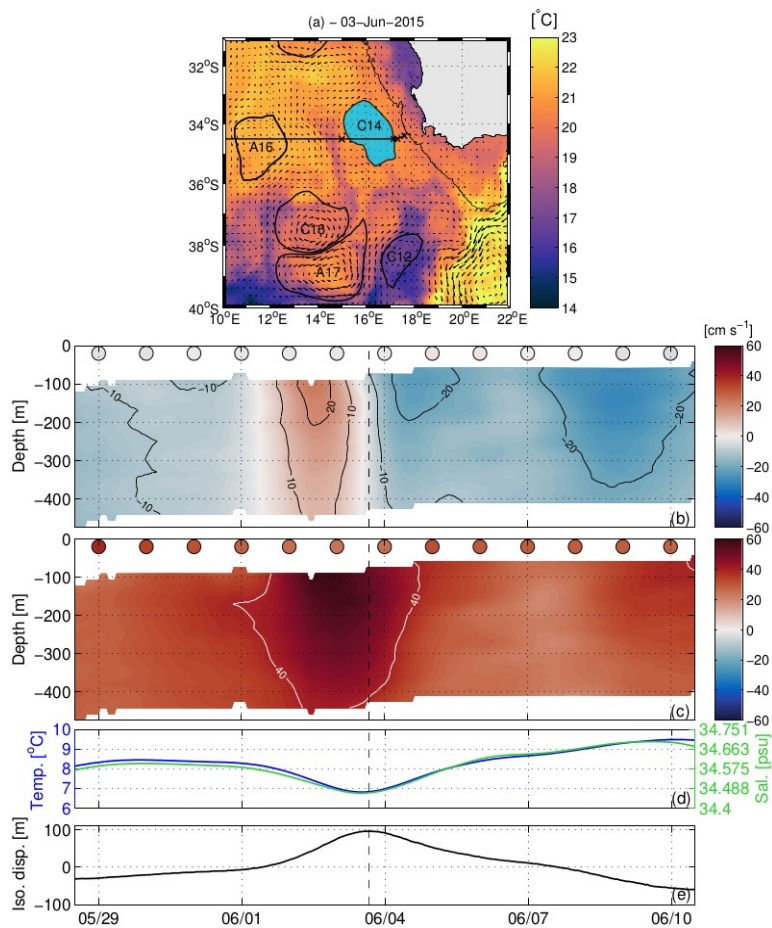 (a) - 03-Jun-2015
[°C]
32°S
34°S
36°S
38°S
40°S
10°E 12°E 14°E 16°E 18°E 20°E 22°E
C14
A16
C16
A17
C12
23
22
21
20
19
18
17
16
15
14
[cm s⁻¹]
Depth [m]
0
−100
−200
−300
−400
−10 −10 −10 20 10 10 10 −20 −20 −20
(b)
60
40
20
0
−20
−40
−60
Depth [m]
0
−100
−200
−300
−400
40 40
(c)
60
40
20
0
−20
−40
−60
Temp. [°C]
10
9
8
7
6
(d)
34.751
34.663
34.575
34.488
34.4
Sal. [psu]
Iso. disp. [m]
100
0
−100
(e)
05/29 06/01 06/04 06/07 06/10